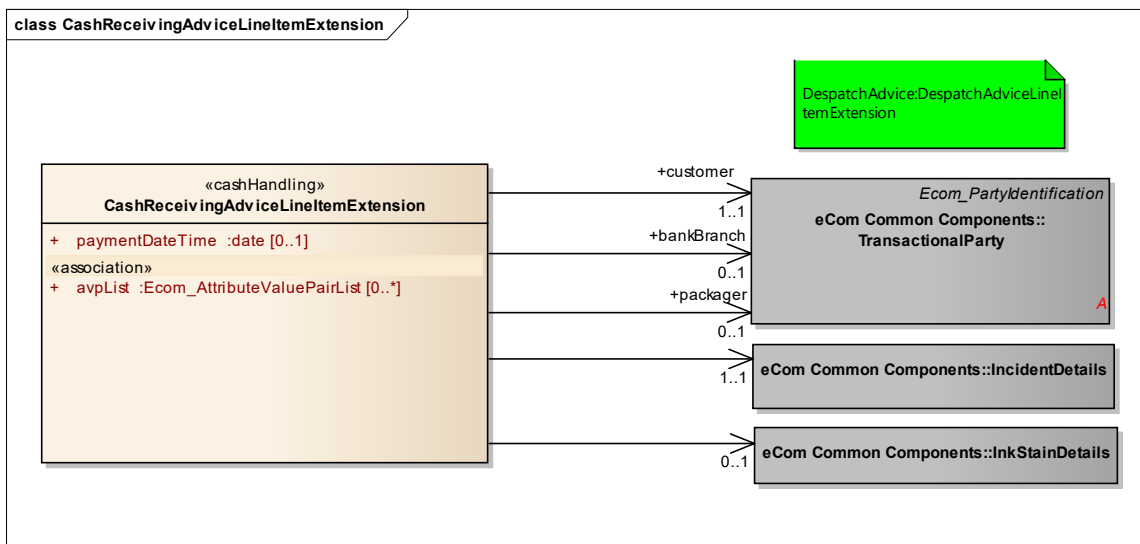 class CashReceivingAdviceLineItemExtension
DespatchAdvice:DespatchAdviceLineI
temExtension
«cashHandling»
CashReceivingAdviceLineItemExtension
+ paymentDateTime :date [0..1]
«association»
+ avpList :Ecom_AttributeValuePairList [0..*]
+customer
1..1
+bankBranch
0..1
+packager
0..1
1..1
0..1
Ecom_PartyIdentification
eCom Common Components::
TransactionalParty
A
eCom Common Components::IncidentDetails
eCom Common Components::InkStainDetails